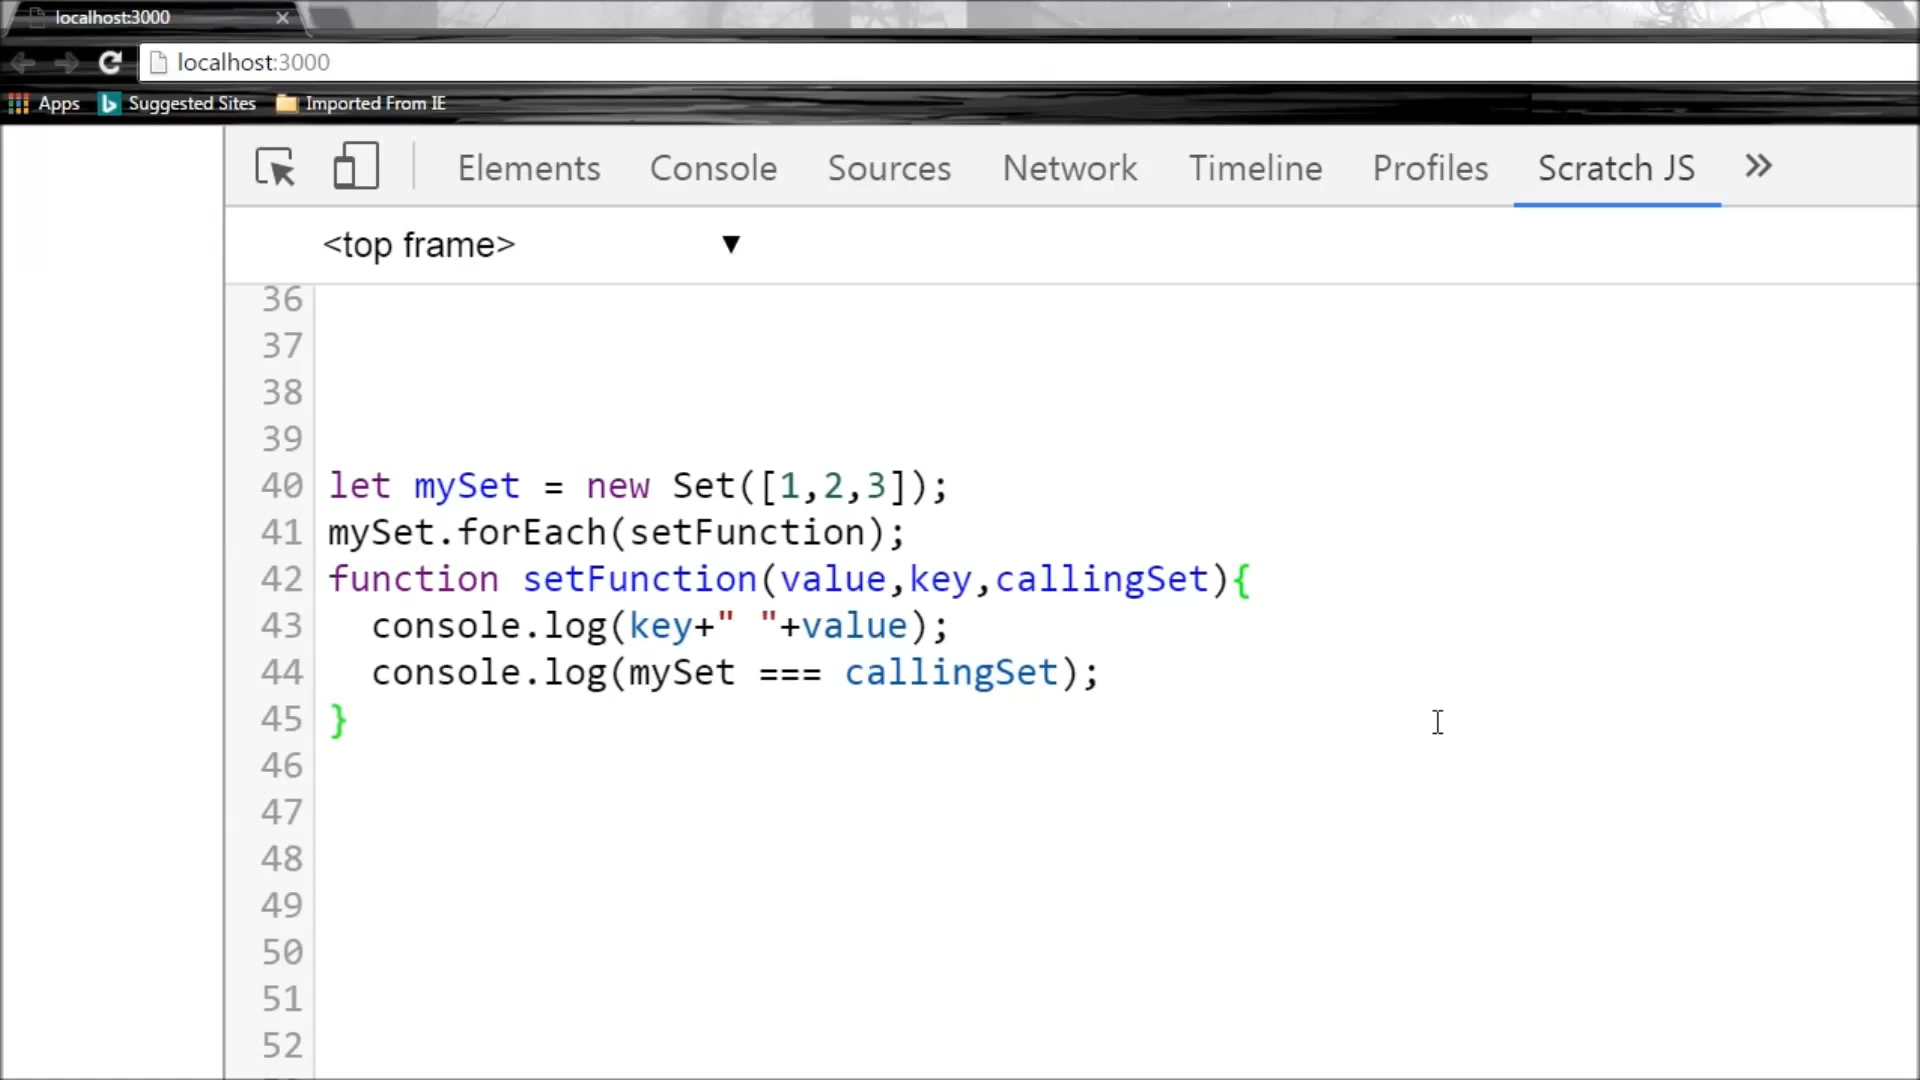 localhost:3000
localhost:3000
Apps Suggested Sites Imported From IE
Elements Console Sources Network Timeline Profiles Scratch JS »
<top frame> ▼
36
37
38
39
40 let mySet = new Set([1,2,3]);
41 mySet.forEach(setFunction);
42 function setFunction(value,key,callingSet){
43   console.log(key+" "+value);
44   console.log(mySet === callingSet);
45 }
46
47
48
49
50
51
52